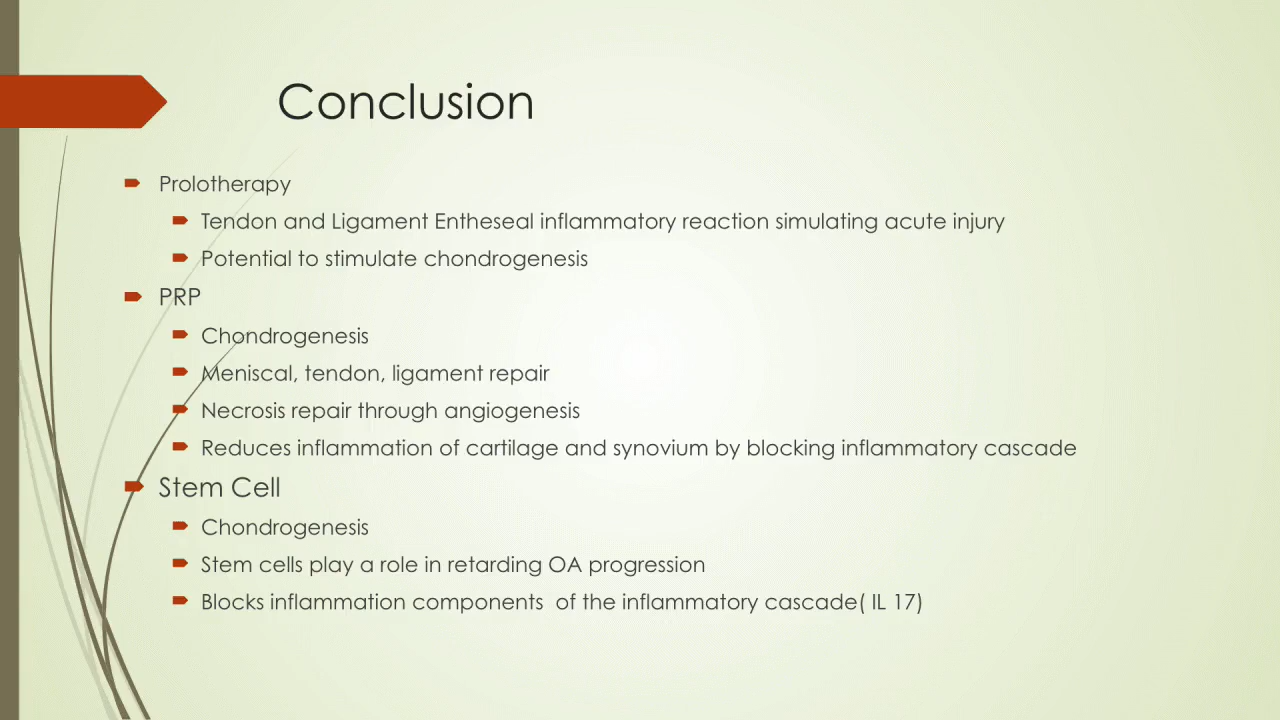 Conclusion
Prolotherapy
Tendon and Ligament Entheseal inflammatory reaction simulating acute injury
Potential to stimulate chondrogenesis
PRP
Chondrogenesis
Meniscal, tendon, ligament repair
Necrosis repair through angiogenesis
Reduces inflammation of cartilage and synovium by blocking inflammatory cascade
Stem Cell
Chondrogenesis
Stem cells play a role in retarding OA progression
Blocks inflammation components  of the inflammatory cascade( IL 17)